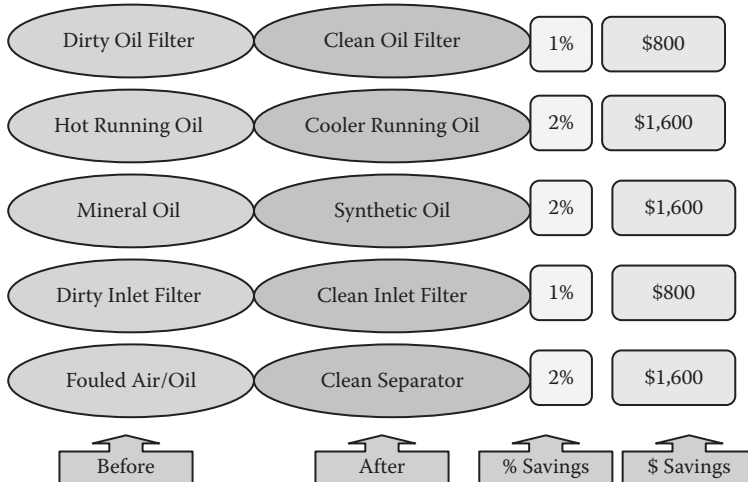 Dirty Oil Filter Clean Oil Filter 1% $800
Hot Running Oil Cooler Running Oil 2% $1,600
Mineral Oil Synthetic Oil 2% $1,600
Dirty Inlet Filter Clean Inlet Filter 1% $800
Fouled Air/Oil Clean Separator 2% $1,600
Before After % Savings $ Savings